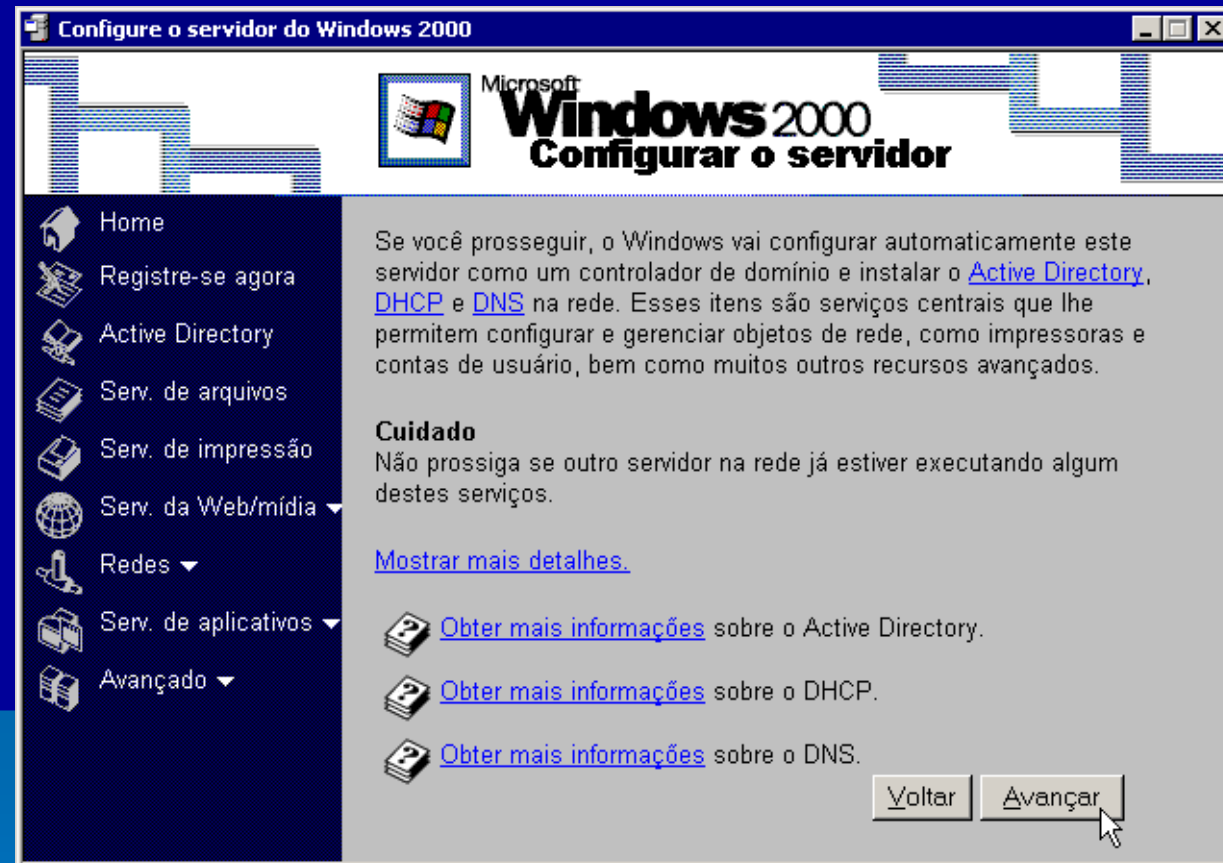 Configure o servidor do Windows 2000
Microsoft
Windows 2000
Configurar o servidor
Home
Registre-se agora
Active Directory
Serv. de arquivos
Serv. de impressão
Serv. da Web/mídia
Redes
Serv. de aplicativos
Avançado
Se você prosseguir, o Windows vai configurar automaticamente este
servidor como um controlador de domínio e instalar o Active Directory,
DHCP e DNS na rede. Esses itens são serviços centrais que lhe
permitem configurar e gerenciar objetos de rede, como impressoras e
contas de usuário, bem como muitos outros recursos avançados.
Cuidado
Não prossiga se outro servidor na rede já estiver executando algum
destes serviços.
Mostrar mais detalhes.
Obter mais informações sobre o Active Directory.
Obter mais informações sobre o DHCP.
Obter mais informações sobre o DNS.
Voltar Avançar